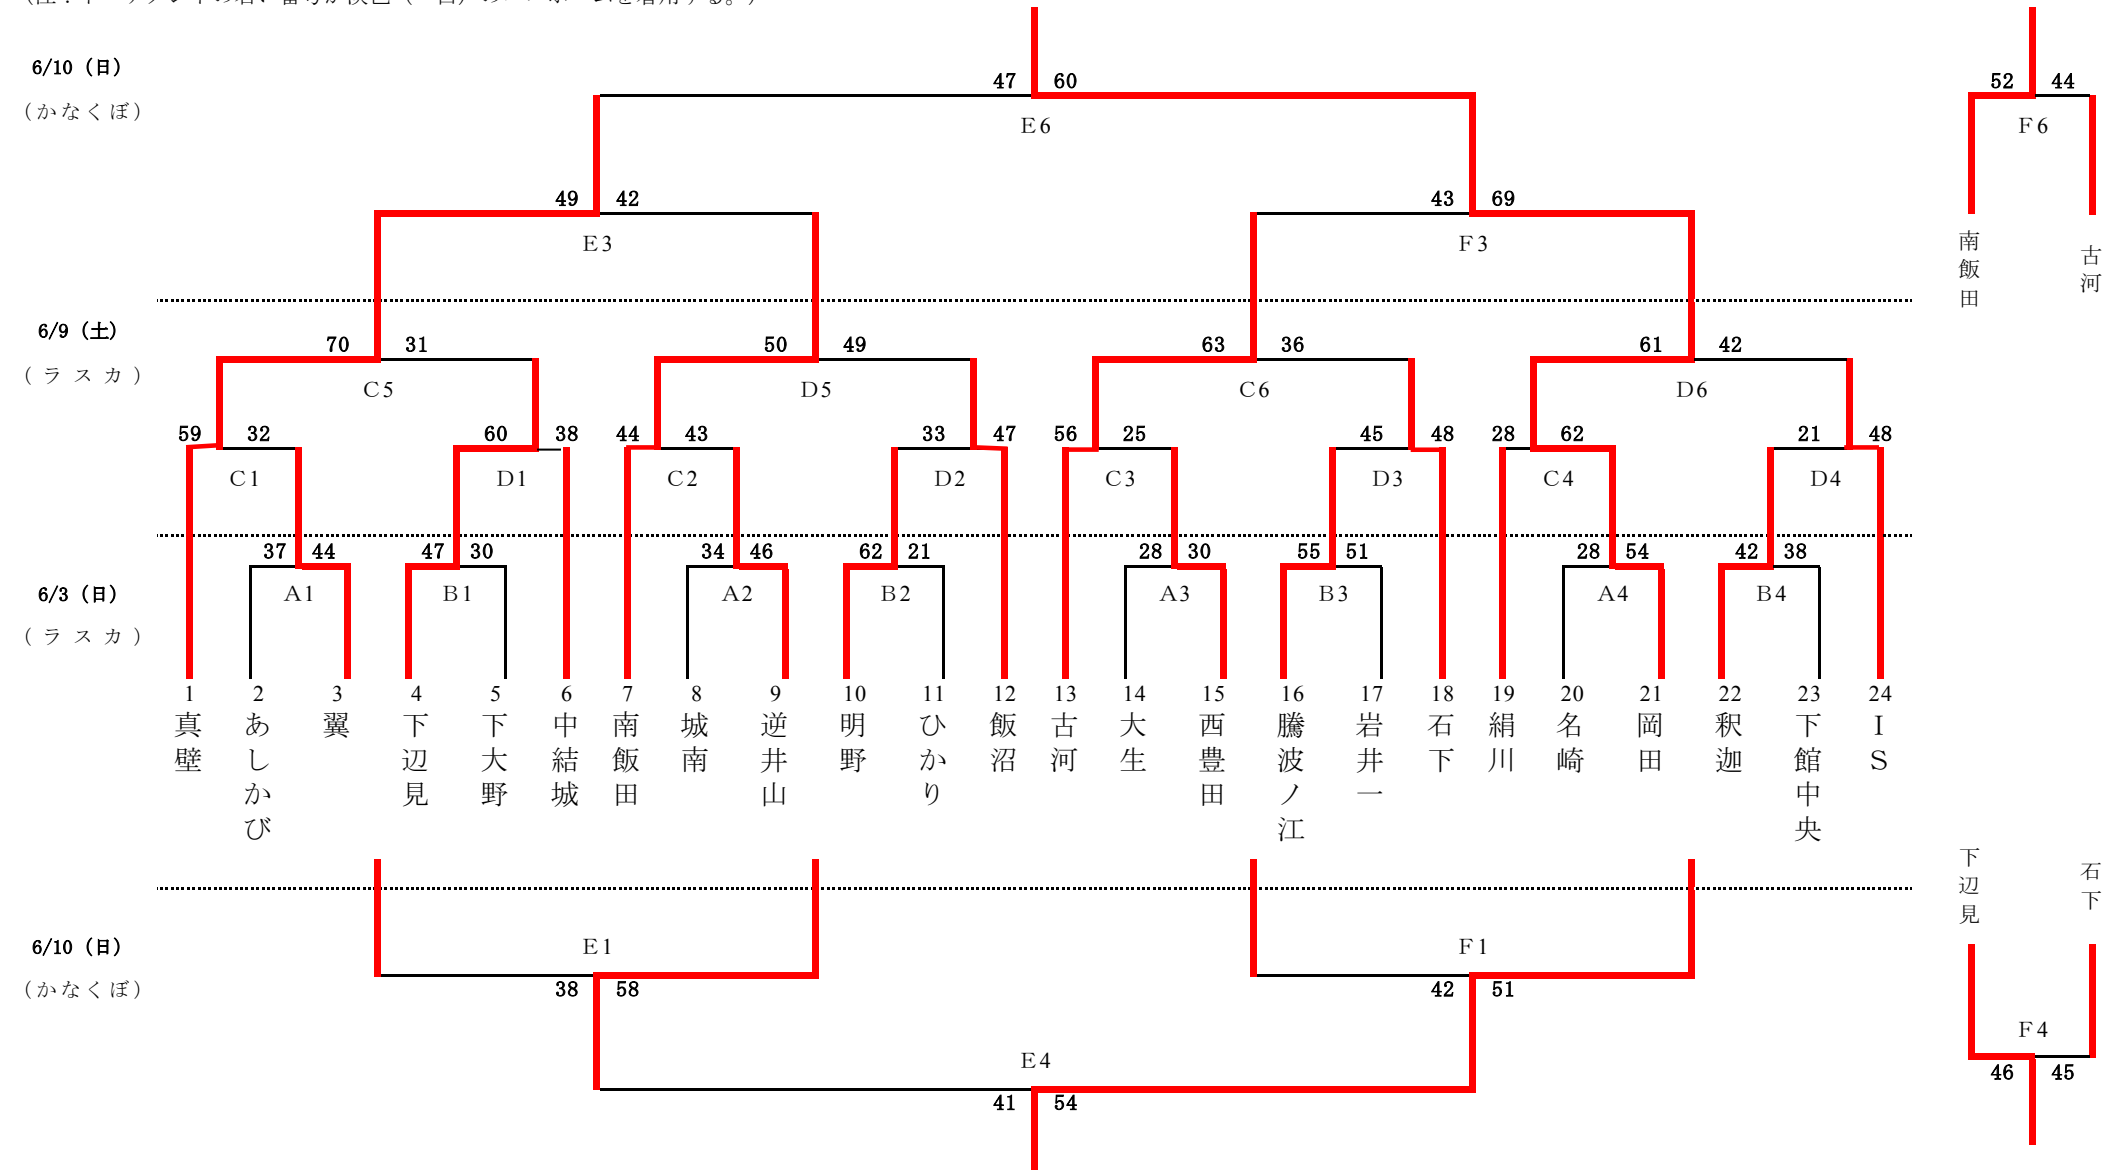 6/10 (日)
(かなくぼ)
47 60
E6
52 44
F6
南飯田
古河
49 42
E3
43 69
F3
6/9 (土)
(ラスカ)
70 31
C5
50 49
D5
63 36
C6
61 42
D6
59 32
C1
60 38
D1
44 43
C2
33 47
D2
56 25
C3
45 48
D3
28 62
C4
21 48
D4
6/3 (日)
(ラスカ)
37 44
A1
47 30
B1
34 46
A2
62 21
B2
28 30
A3
55 51
B3
28 54
A4
42 38
B4
1 2 3 4 5 6 7 8 9 10 11 12 13 14 15 16 17 18 19 20 21 22 23 24
真壁
あしかび
翼
下辺見
下大野
中結城
南飯田
城南
逆井山
明野
ひかり
飯沼
古河
大生
西豊田
騰波ノ江
岩井一
石下
絹川
名崎
岡田
釈迦
下館中央
IS
6/10 (日)
(かなくぼ)
E1
38 58
F1
42 51
E4
41 54
下辺見
石下
F4
46 45